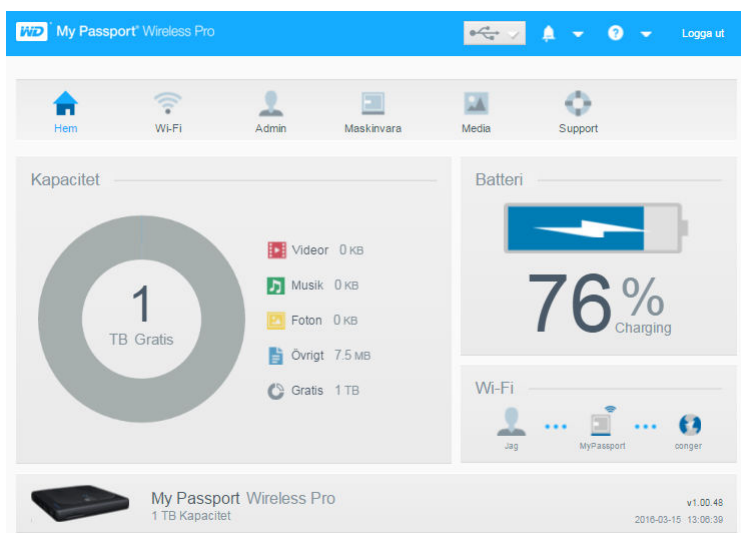 WD My Passport® Wireless Pro
Logga ut
Hem
Wi-Fi
Admin
Maskinvara
Media
Support
Kapacitet
1
TB Gratis
Videor 0 KB
Musik 0 KB
Foton 0 KB
Övrigt 7.5 MB
Gratis 1 TB
Batteri
76 %
Charging
Wi-Fi
Jag
MyPassport
conger
My Passport Wireless Pro
1 TB Kapacitet
v1.00.48
2016-03-15 13:06:39